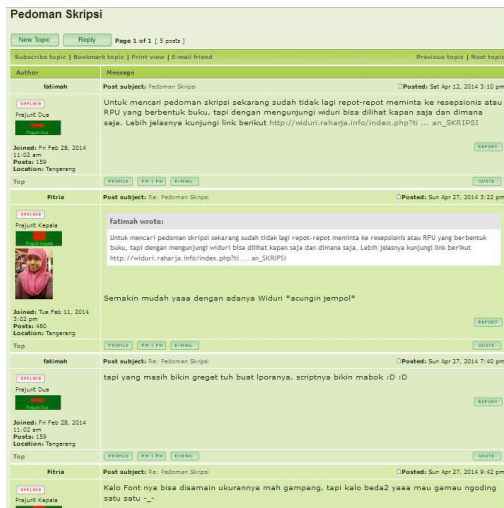 Pedoman Skripsi
New Topic Reply Page 1 of 1 [ 5 posts ]
Subscribe topic | Bookmark topic | Print view | E-mail friend Previous topic | Next topic
Author Message
fatimah Post subject: Pedoman Skripsi Posted: Sat Apr 12, 2014 3:10 pm
OFFLINE
Prajurit Dua
Prajurit Dua
Joined: Fri Feb 28, 2014
11:02 am
Posts: 159
Location: Tangerang
Untuk mencari pedoman skripsi sekarang sudah tidak lagi repot-repot meminta ke resepsionis atau
RPU yang berbentuk buku, tapi dengan mengunjungi widuri bisa dilihat kapan saja dan dimana
saja. Lebih jelasnya kunjungi link berikut http://widuri.raharja.info/index.php?ti ... an_SKRIPSI
REPORT
Top PROFILE PM | PW E-MAIL QUOTE
Fitria Post subject: Re: Pedoman Skripsi Posted: Sun Apr 27, 2014 3:22 pm
OFFLINE
Prajurit Kepala
Prajurit Kepala
Joined: Tue Feb 11, 2014
3:02 pm
Posts: 460
Location: Tangerang
fatimah wrote:
Untuk mencari pedoman skripsi sekarang sudah tidak lagi repot-repot meminta ke resepsionis atau RPU yang berbentuk
buku, tapi dengan mengunjungi widuri bisa dilihat kapan saja dan dimana saja. Lebih jelasnya kunjungi link berikut
http://widuri.raharja.info/index.php?ti ... an_SKRIPSI
Semakin mudah yaaa dengan adanya Widuri *acungin jempol*
REPORT
Top PROFILE PM | PW E-MAIL QUOTE
fatimah Post subject: Re: Pedoman Skripsi Posted: Sun Apr 27, 2014 7:40 pm
OFFLINE
Prajurit Dua
Prajurit Dua
Joined: Fri Feb 28, 2014
11:02 am
Posts: 159
Location: Tangerang
tapi yang masih bikin greget tuh buat lporanya, scriptnya bikin mabok :D :D
REPORT
Top PROFILE PM | PW E-MAIL QUOTE
Fitria Post subject: Re: Pedoman Skripsi Posted: Sun Apr 27, 2014 9:42 pm
OFFLINE
Prajurit Kepala
Kalo Font nya bisa disamain ukurannya mah gampang, tapi kalo beda2 yaaa mau gamau ngoding
satu satu -_-